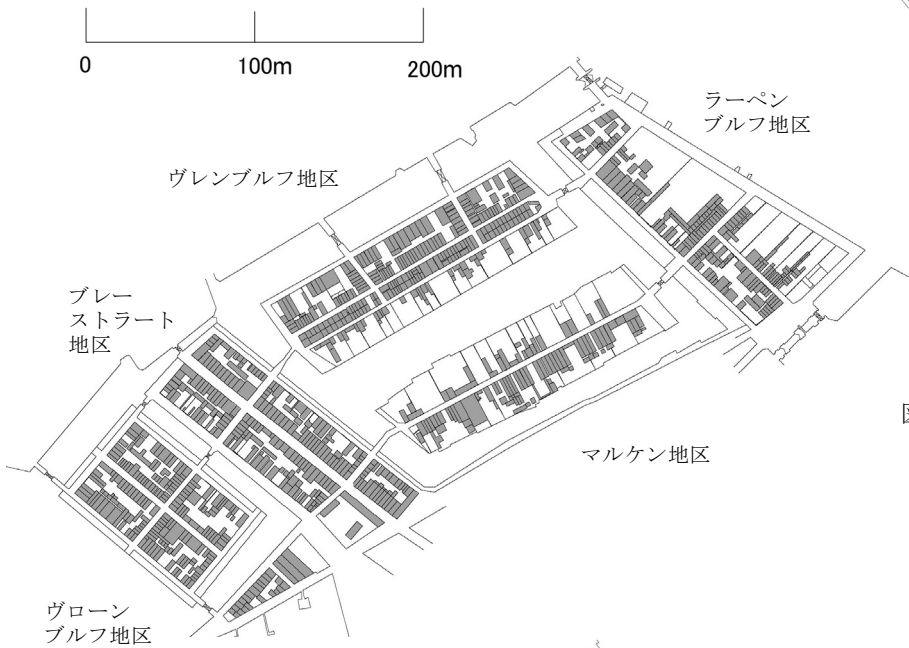 0 100m 200m
ラーペン
ブルフ地区
ヴレンブルフ地区
ブレー
ストラート
地区
マルケン地区
ヴローン
ブルフ地区